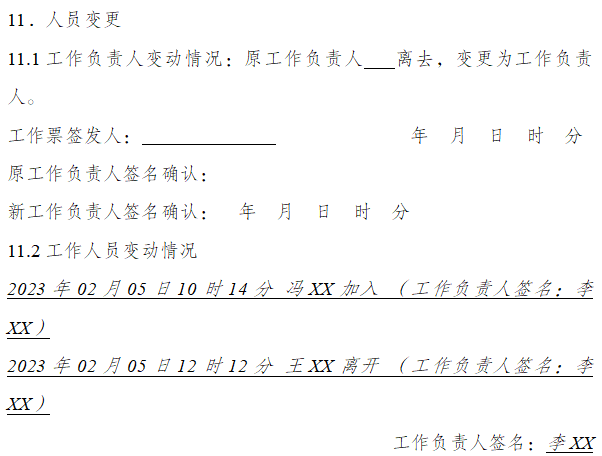 11．人员变更
11.1 工作负责人变动情况：原工作负责人___离去，变更为工作负责
人。
工作票签发人：______________ 年 月 日 时 分
原工作负责人签名确认：
新工作负责人签名确认： 年 月 日 时 分
11.2 工作人员变动情况
2023 年 02 月 05 日 10 时 14 分 冯 XX 加入 （工作负责人签名：李
XX）
2023 年 02 月 05 日 12 时 12 分 王 XX 离开 （工作负责人签名：李
XX）
工作负责人签名：李 XX